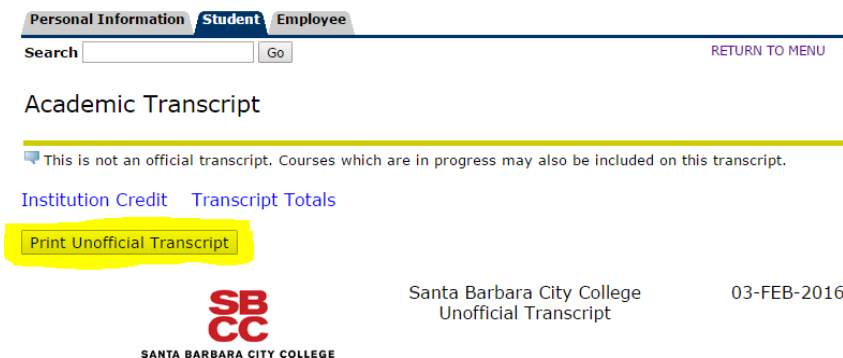 Personal Information Student Employee
Search Go RETURN TO MENU
Academic Transcript
This is not an official transcript. Courses which are in progress may also be included on this transcript.
Institution Credit Transcript Totals
Print Unofficial Transcript
Santa Barbara City College 03-FEB-2016
Unofficial Transcript
SB
CC
SANTA BARBARA CITY COLLEGE